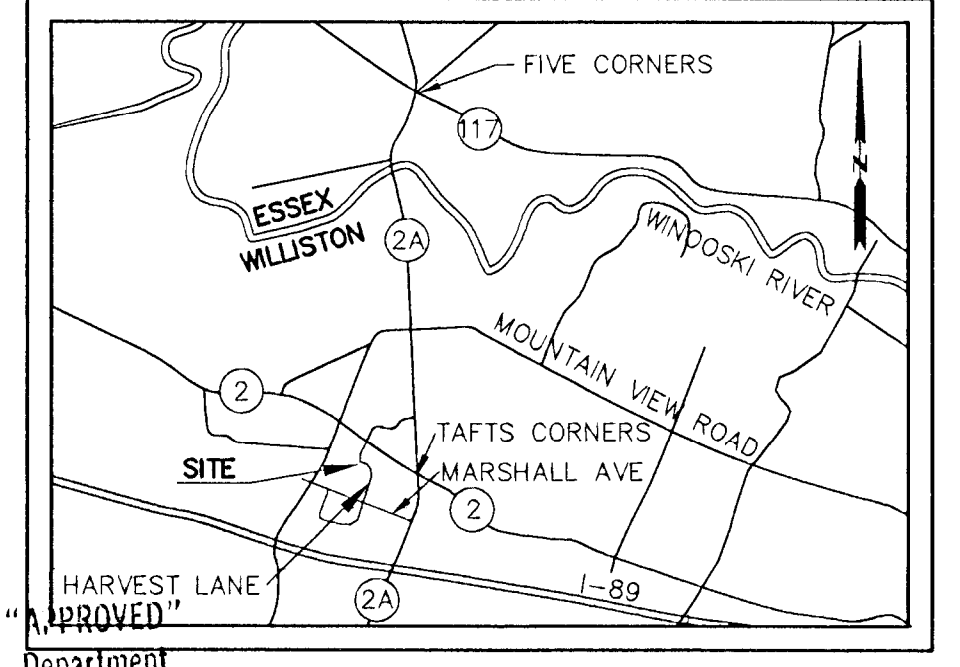 FIVE CORNERS
117
N
ESSEX
WILLISTON
2A
WINOOSKI RIVER
MOUNTAIN VIEW ROAD
2
TAFTS CORNERS
SITE
MARSHALL AVE
2
HARVEST LANE
I-89
2A
"APPROVED"
Department